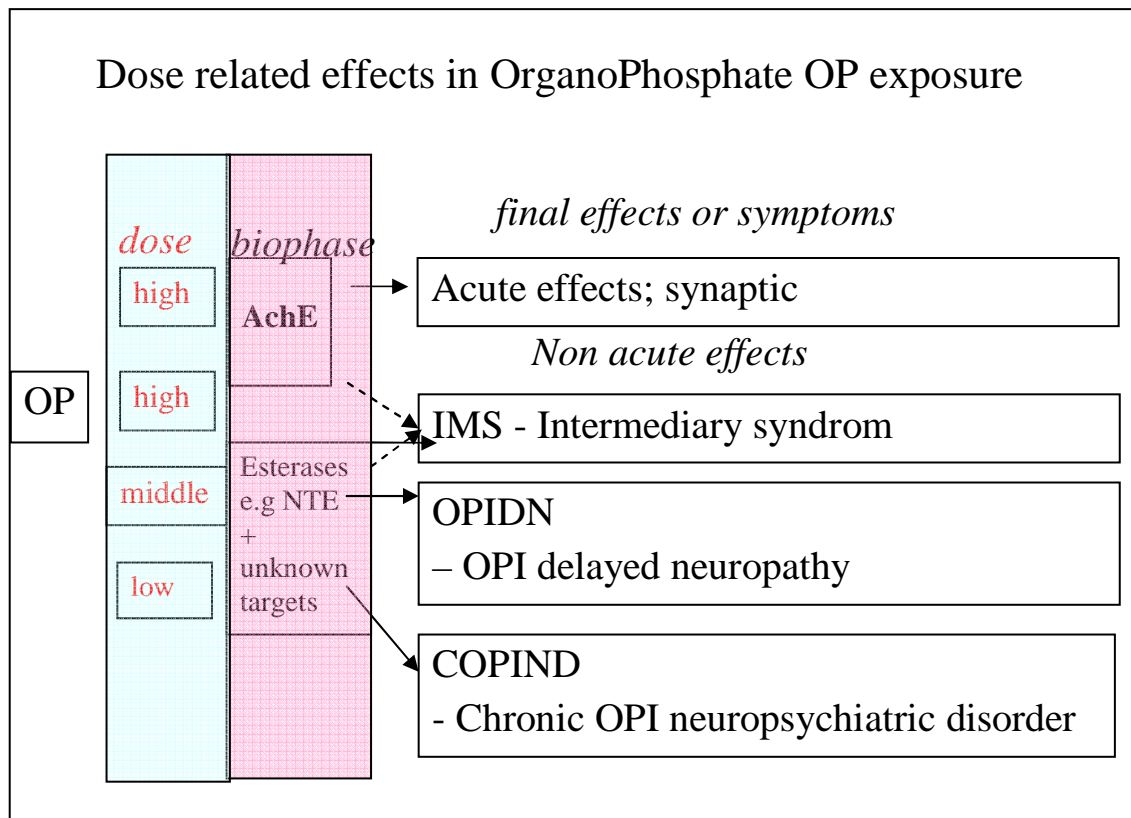 Dose related effects in OrganoPhosphate OP exposure
final effects or symptoms
dose
biophase
high
AchE
Acute effects; synaptic
Non acute effects
OP
high
IMS - Intermediary syndrom
middle
Esterases
e.g NTE
+
unknown
targets
OPIDN
– OPI delayed neuropathy
low
COPIND
- Chronic OPI neuropsychiatric disorder